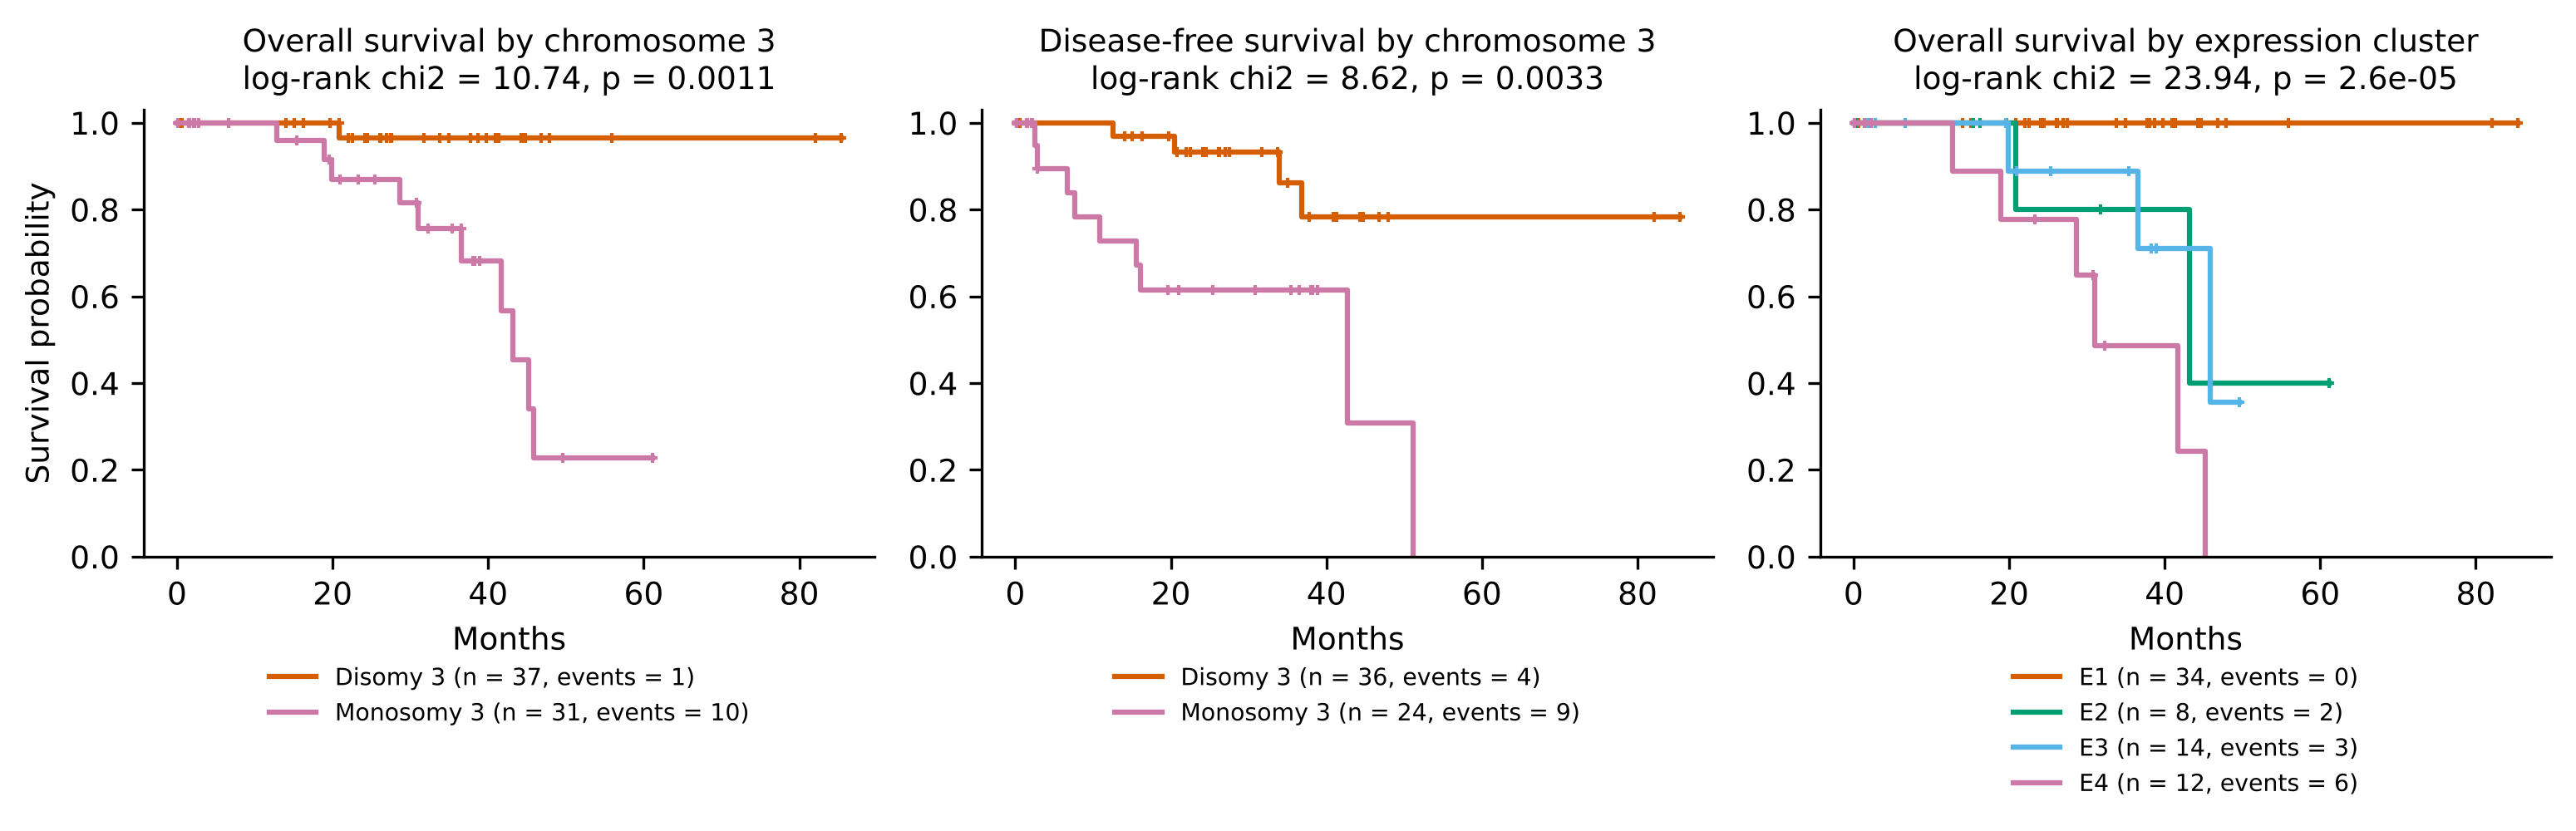 Overall survival by chromosome 3
log-rank chi2 = 10.74, p = 0.0011
Survival probability
1.0
0.8
0.6
0.4
0.2
0.0
0 20 40 60 80
Months
Disomy 3 (n = 37, events = 1)
Monosomy 3 (n = 31, events = 10)
Disease-free survival by chromosome 3
log-rank chi2 = 8.62, p = 0.0033
1.0
0.8
0.6
0.4
0.2
0.0
0 20 40 60 80
Months
Disomy 3 (n = 36, events = 4)
Monosomy 3 (n = 24, events = 9)
Overall survival by expression cluster
log-rank chi2 = 23.94, p = 2.6e-05
1.0
0.8
0.6
0.4
0.2
0.0
0 20 40 60 80
Months
E1 (n = 34, events = 0)
E2 (n = 8, events = 2)
E3 (n = 14, events = 3)
E4 (n = 12, events = 6)